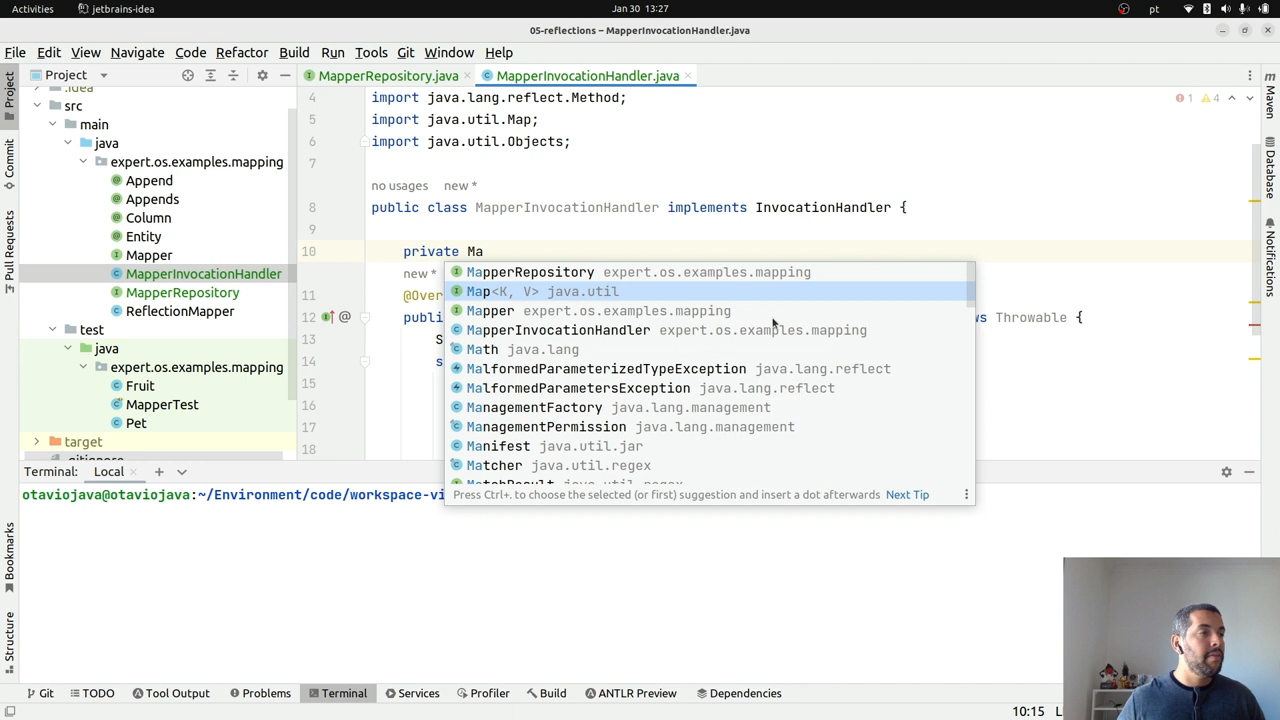 Activities jetbrains-idea Jan 30 13:27 pt
05-reflections – MapperInvocationHandler.java
File Edit View Navigate Code Refactor Build Run Tools Git Window Help
Project MapperRepository.java MapperInvocationHandler.java
.idea
src
main
java
expert.os.examples.mapping
Append
Appends
Column
Entity
Mapper
MapperInvocationHandler
MapperRepository
ReflectionMapper
test
java
expert.os.examples.mapping
Fruit
MapperTest
Pet
target
.gitignore
Project
Commit
Pull Requests
Bookmarks
Structure
1 4
4 import java.lang.reflect.Method;
5 import java.util.Map;
6 import java.util.Objects;
7
no usages new *
8 public class MapperInvocationHandler implements InvocationHandler {
9
10 private Ma
new *
11 @Over
12 publi ws Throwable {
13 S
14 s
15
16
17
18
MapperRepository expert.os.examples.mapping
Map<K, V> java.util
Mapper expert.os.examples.mapping
MapperInvocationHandler expert.os.examples.mapping
Math java.lang
MalformedParameterizedTypeException java.lang.reflect
MalformedParametersException java.lang.reflect
ManagementFactory java.lang.management
ManagementPermission java.lang.management
Manifest java.util.jar
Matcher java.util.regex
MatchResult java.util.regex
Press Ctrl+. to choose the selected (or first) suggestion and insert a dot afterwards Next Tip
m
Maven
Database
Notifications
Terminal: Local
otaviojava@otaviojava:~/Environment/code/workspace-vi
Git TODO Tool Output Problems Terminal Services Profiler Build ANTLR Preview Dependencies
10:15